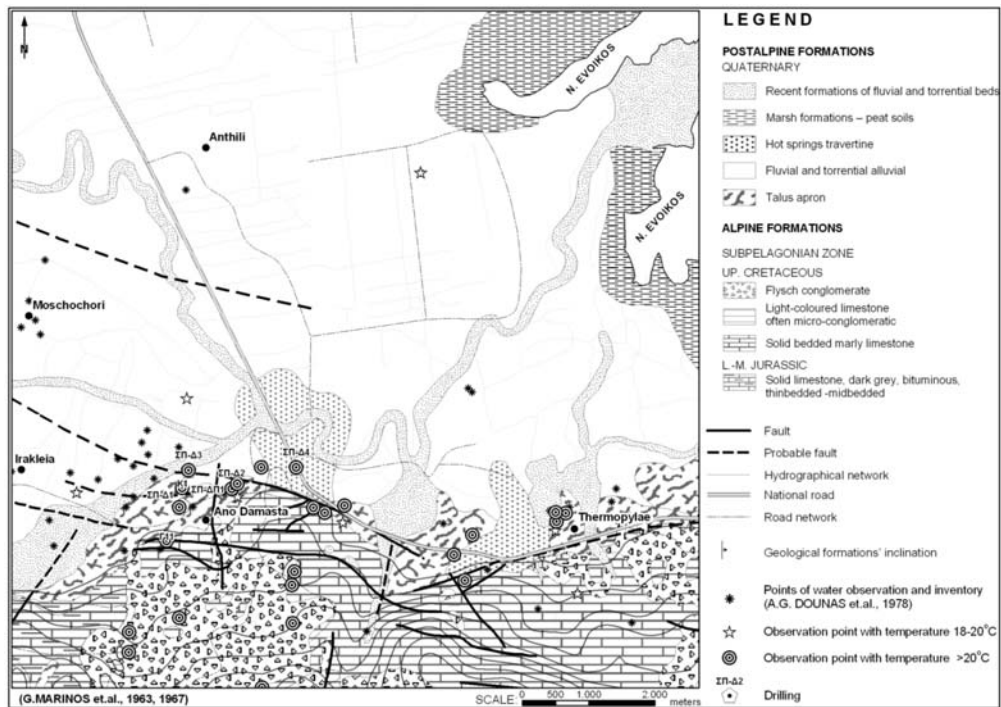 N
N. EVOIKOS
N. EVOIKOS
Anthili
Moschochori
Irakleia
ΣΠ-Δ3
ΣΠ-Δ4
ΣΠ-Δ2
ΣΠ-ΔΠ1
Ano Damasta
Thermopylae
(G.MARINOS et.al., 1963, 1967)
SCALE:
0 500 1.000 2.000
meters
LEGEND
POSTALPINE FORMATIONS
QUATERNARY
Recent formations of fluvial and torrential beds
Marsh formations – peat soils
Hot springs travertine
Fluvial and torrential alluvial
Talus apron
ALPINE FORMATIONS
SUBPELAGONIAN ZONE
UP. CRETACEOUS
Flysch conglomerate
Light-coloured limestone
often micro-conglomeratic
Solid bedded marly limestone
L.-M. JURASSIC
Solid limestone, dark grey, bituminous,
thinbedded -midbedded
Fault
Probable fault
Hydrographical network
National road
Road network
Geological formations' inclination
Points of water observation and inventory
(A.G. DOUNAS et.al., 1978)
Observation point with temperature 18-20°C
Observation point with temperature >20°C
ΣΠ-Δ2
Drilling